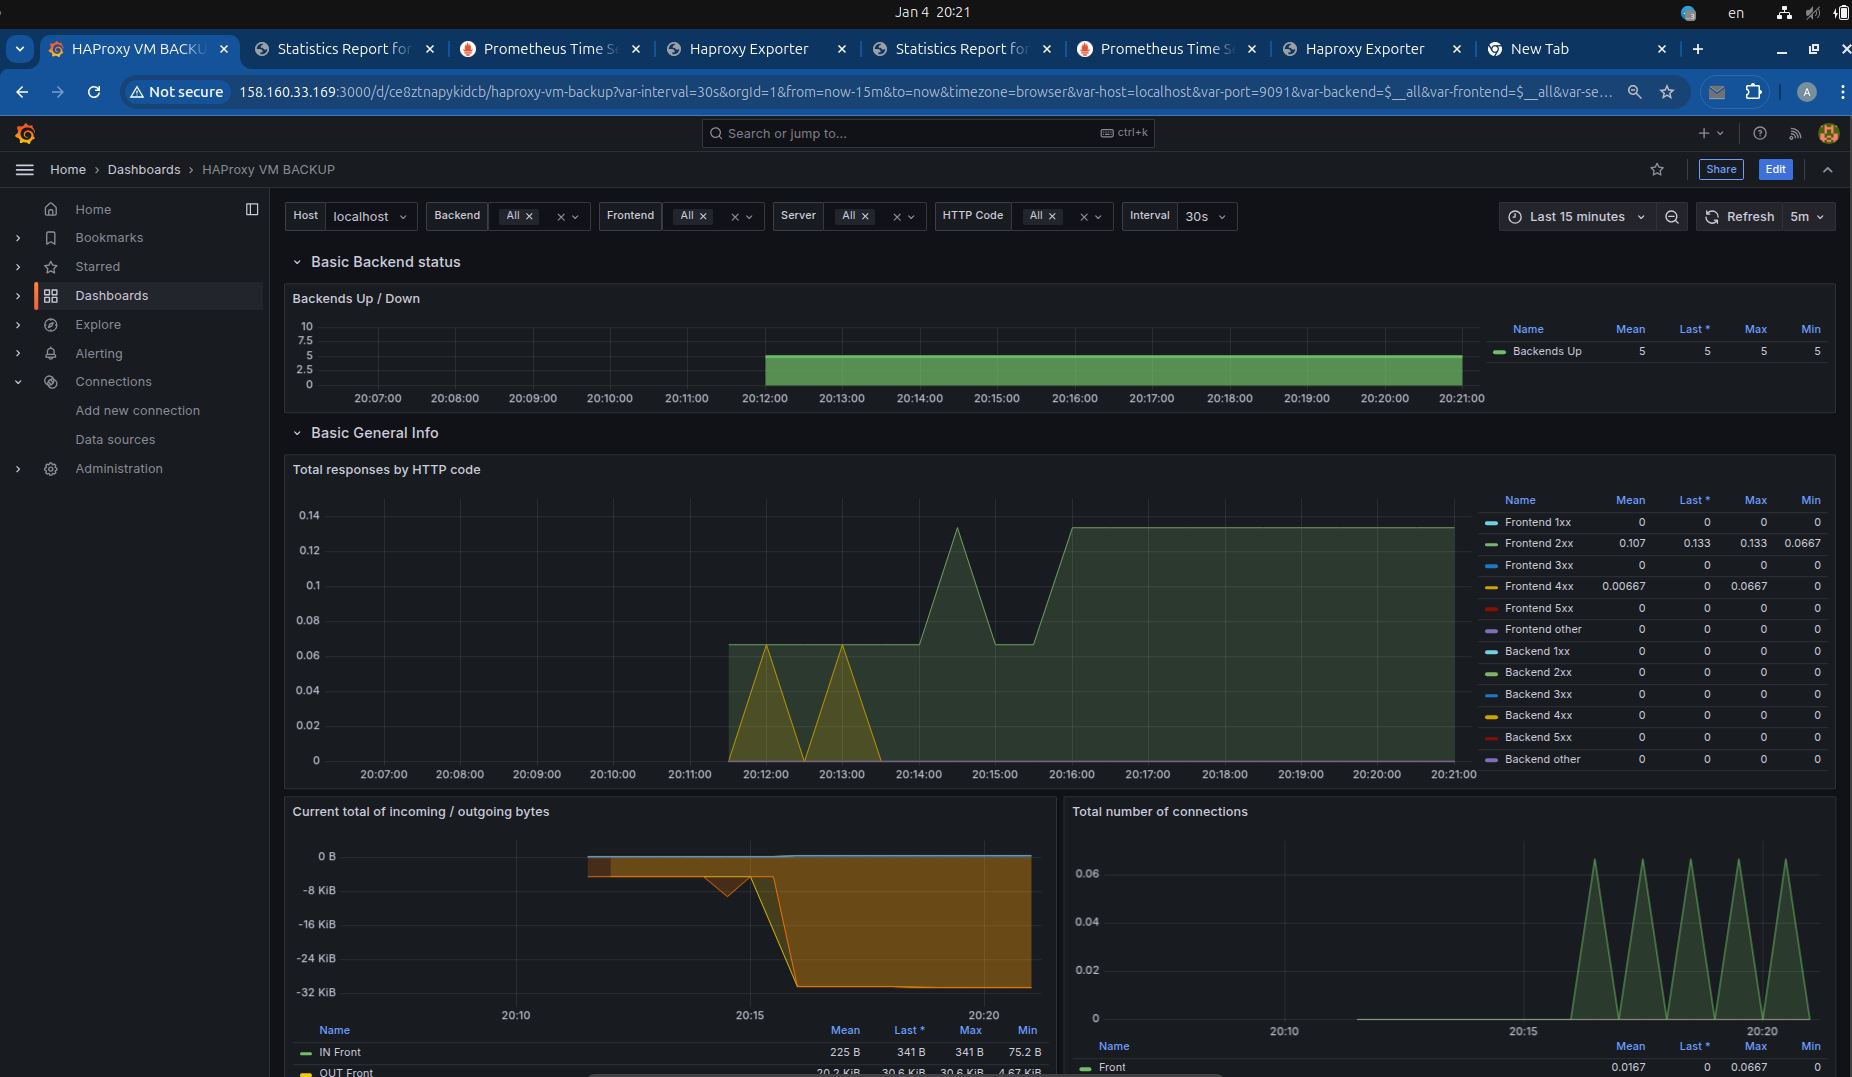 Jan 4 20:21
en
HAProxy VM BACKU
Statistics Report for
Prometheus Time Se
Haproxy Exporter
Statistics Report for
Prometheus Time Se
Haproxy Exporter
New Tab
Not secure
158.160.33.169:3000/d/ce8ztnapykidcb/haproxy-vm-backup?var-interval=30s&orgId=1&from=now-15m&to=now&timezone=browser&var-host=localhost&var-port=9091&var-backend=$__all&var-frontend=$__all&var-se...
A
Search or jump to...
ctrl+k
Home › Dashboards › HAProxy VM BACKUP
Share
Edit
Home
Bookmarks
Starred
Dashboards
Explore
Alerting
Connections
Add new connection
Data sources
Administration
Host localhost
Backend All
Frontend All
Server All
HTTP Code All
Interval 30s
Last 15 minutes
Refresh 5m
Basic Backend status
Backends Up / Down
10
7.5
5
2.5
0
20:07:00 20:08:00 20:09:00 20:10:00 20:11:00 20:12:00 20:13:00 20:14:00 20:15:00 20:16:00 20:17:00 20:18:00 20:19:00 20:20:00 20:21:00
Name Mean Last * Max Min
Backends Up 5 5 5 5
Basic General Info
Total responses by HTTP code
0.14
0.12
0.1
0.08
0.06
0.04
0.02
0
20:07:00 20:08:00 20:09:00 20:10:00 20:11:00 20:12:00 20:13:00 20:14:00 20:15:00 20:16:00 20:17:00 20:18:00 20:19:00 20:20:00 20:21:00
Name Mean Last * Max Min
Frontend 1xx 0 0 0 0
Frontend 2xx 0.107 0.133 0.133 0.0667
Frontend 3xx 0 0 0 0
Frontend 4xx 0.00667 0 0.0667 0
Frontend 5xx 0 0 0 0
Frontend other 0 0 0 0
Backend 1xx 0 0 0 0
Backend 2xx 0 0 0 0
Backend 3xx 0 0 0 0
Backend 4xx 0 0 0 0
Backend 5xx 0 0 0 0
Backend other 0 0 0 0
Current total of incoming / outgoing bytes
0 B
-8 KiB
-16 KiB
-24 KiB
-32 KiB
20:10 20:15 20:20
Name Mean Last * Max Min
IN Front 225 B 341 B 341 B 75.2 B
OUT Front 20.2 KiB 30.6 KiB 30.6 KiB 4.67 KiB
Total number of connections
0.06
0.04
0.02
0
20:10 20:15 20:20
Name Mean Last * Max Min
Front 0.0167 0 0.0667 0